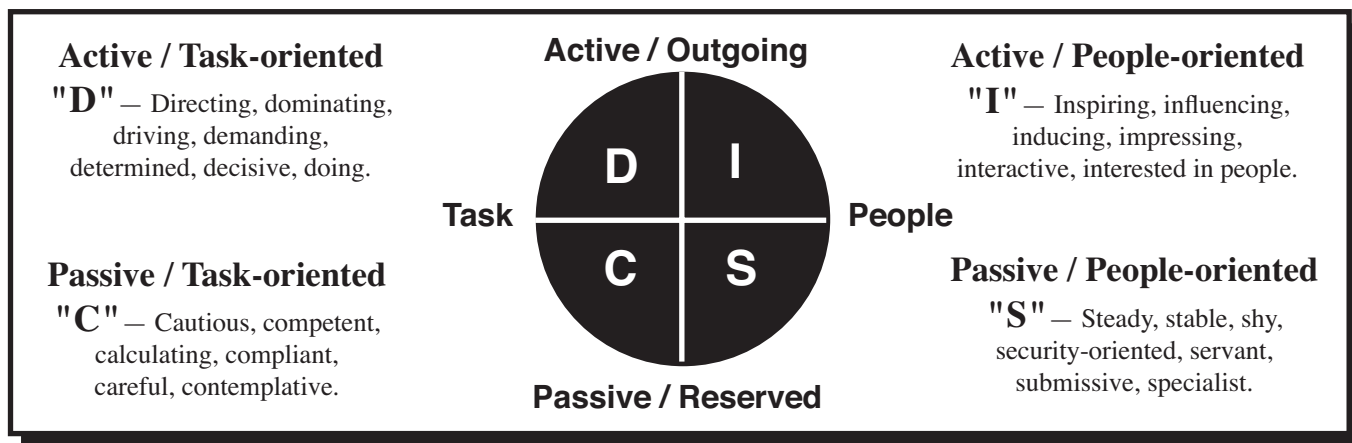 Active / Task-oriented
"D" — Directing, dominating,
driving, demanding,
determined, decisive, doing.
Active / Outgoing
Active / People-oriented
"I" — Inspiring, influencing,
inducing, impressing,
interactive, interested in people.
D
I
Task
People
C
S
Passive / Task-oriented
"C" — Cautious, competent,
calculating, compliant,
careful, contemplative.
Passive / Reserved
Passive / People-oriented
"S" — Steady, stable, shy,
security-oriented, servant,
submissive, specialist.